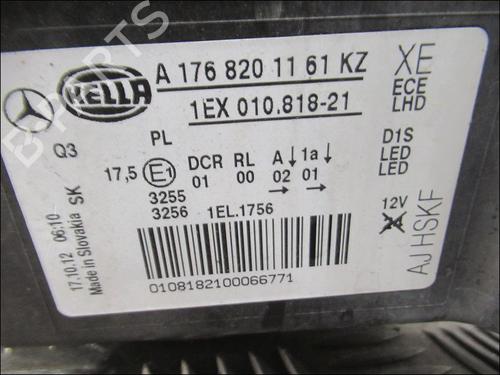 HELLA
A 176 820 11 61 KZ
XE
1EX 010.818-21
ECE
LHD
Q3
PL
17,5 E1
DCR RL A↓ 1a↓
01 00 02 01
D1S
LED
LED
3255
3256 1EL.1756
12V
AJ HSKF
17.10.12 06:10
Made in Slovakia SK
0108182100066771